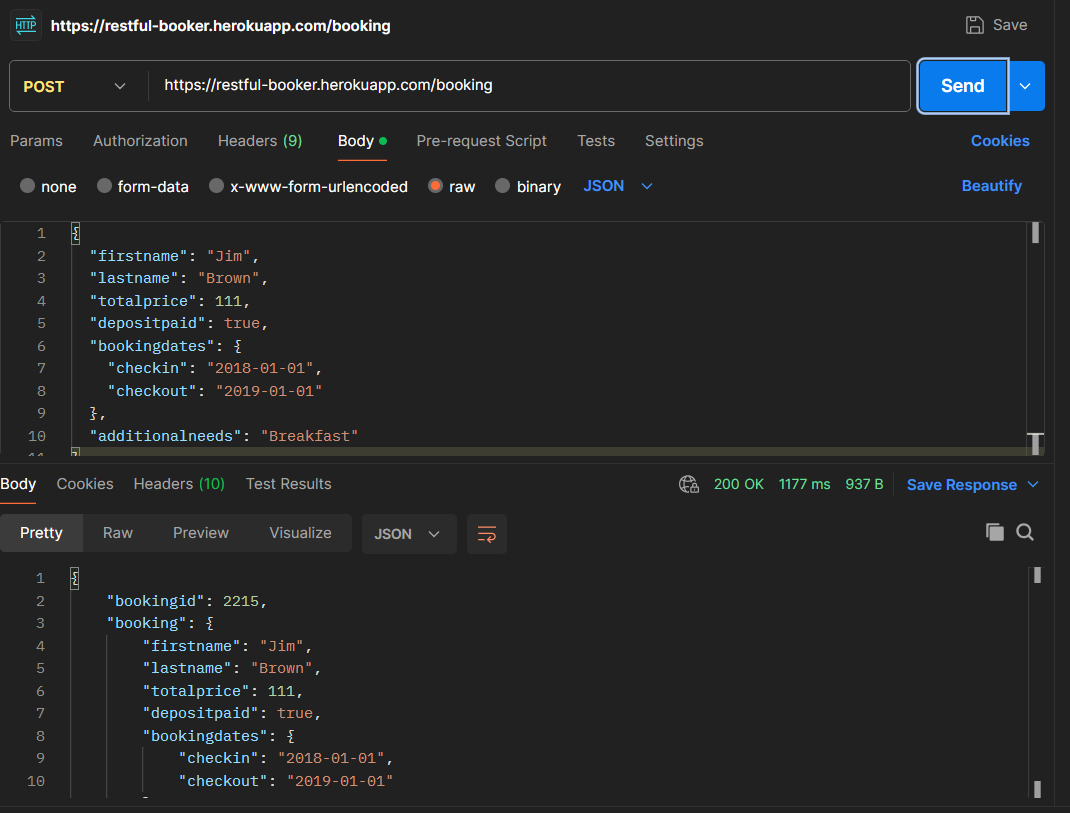 HTTP https://restful-booker.herokuapp.com/booking Save
POST https://restful-booker.herokuapp.com/booking Send
Params Authorization Headers (9) Body Pre-request Script Tests Settings Cookies
none form-data x-www-form-urlencoded raw binary JSON Beautify
1 {
2 "firstname": "Jim",
3 "lastname": "Brown",
4 "totalprice": 111,
5 "depositpaid": true,
6 "bookingdates": {
7 "checkin": "2018-01-01",
8 "checkout": "2019-01-01"
9 },
10 "additionalneeds": "Breakfast"
11 }
Body Cookies Headers (10) Test Results 200 OK 1177 ms 937 B Save Response
Pretty Raw Preview Visualize JSON
1 {
2 "bookingid": 2215,
3 "booking": {
4 "firstname": "Jim",
5 "lastname": "Brown",
6 "totalprice": 111,
7 "depositpaid": true,
8 "bookingdates": {
9 "checkin": "2018-01-01",
10 "checkout": "2019-01-01"